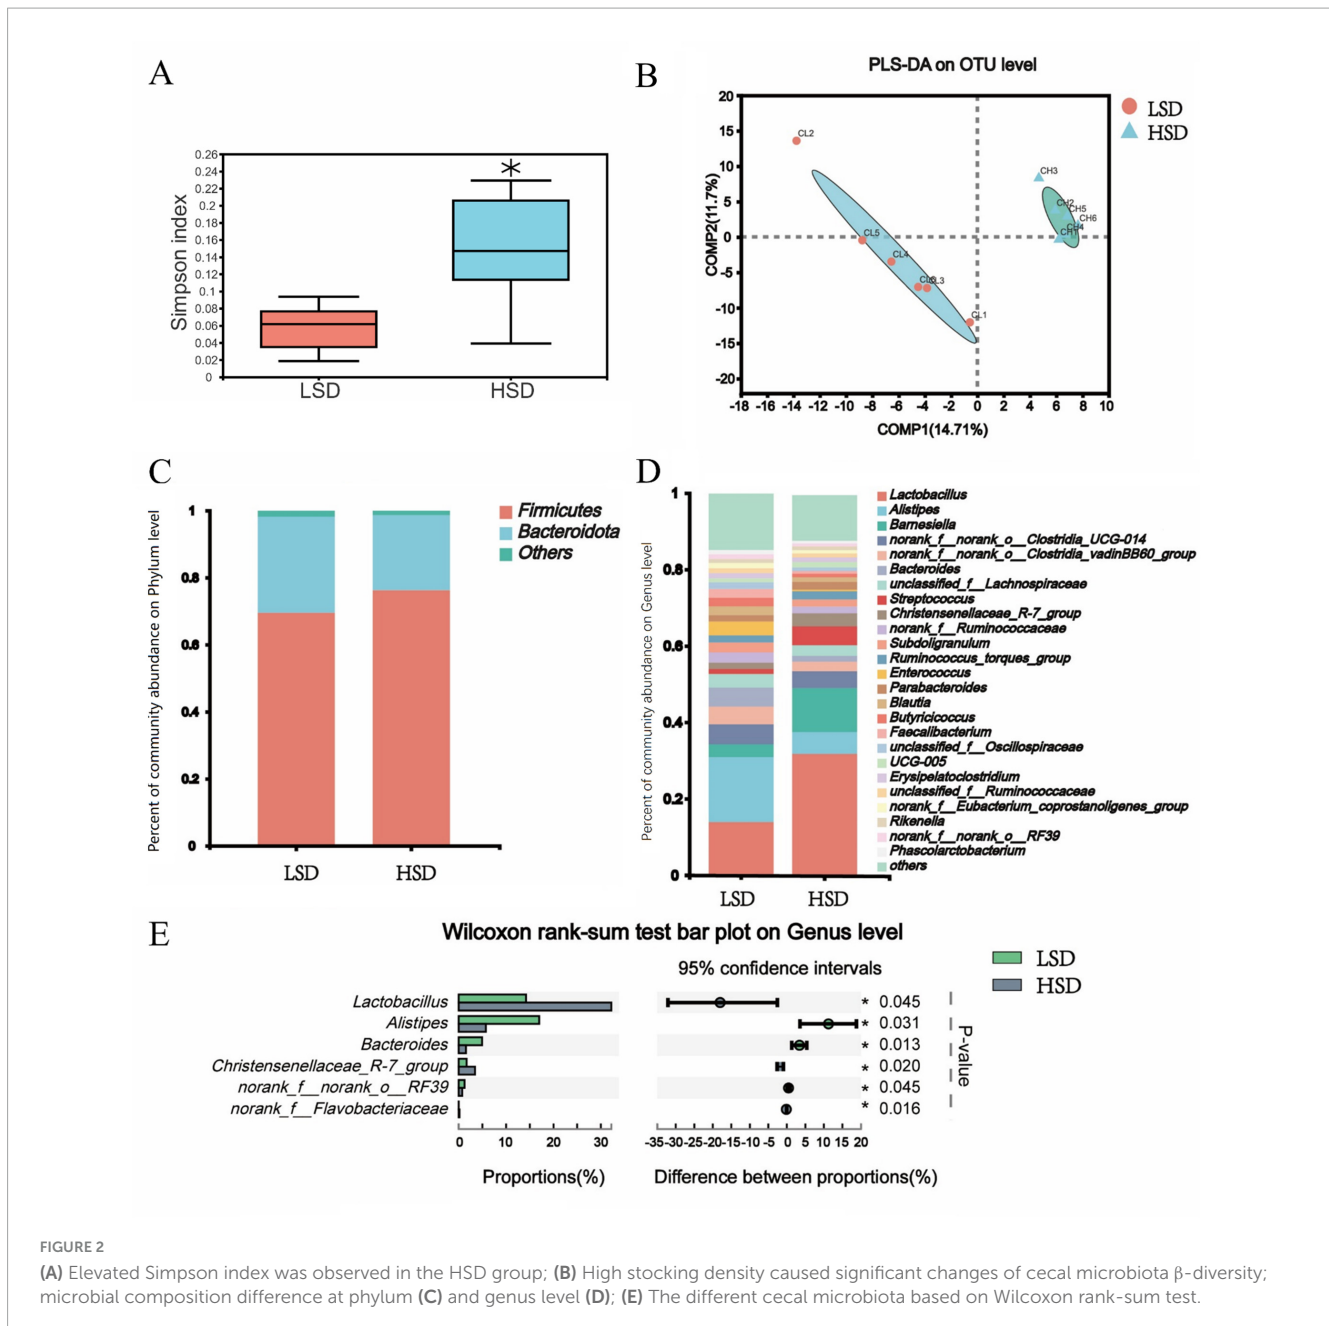 A
Simpson index
0.26
0.24
0.22
0.2
0.18
0.16
0.14
0.12
0.1
0.08
0.06
0.04
0.02
0
*
LSD
HSD
B
PLS-DA on OTU level
COMP2(11.7%)
20
15
10
5
0
-5
-10
-15
-20
CL2
CL5
CL4
CL3
CL1
CH3
CH2
CH5
CH6
CH4
CH1
-18 -16 -14 -12 -10 -8 -6 -4 -2 0 2 4 6 8 10
COMP1(14.71%)
LSD
HSD
C
Percent of community abundance on Phylum level
1
0.8
0.6
0.4
0.2
0
LSD
HSD
Firmicutes
Bacteroidota
Others
D
Percent of community abundance on Genus level
1
0.8
0.6
0.4
0.2
0
LSD
HSD
Lactobacillus
Alistipes
Barnesiella
norank_f__norank_o__Clostridia_UCG-014
norank_f__norank_o__Clostridia_vadinBB60_group
Bacteroides
unclassified_f__Lachnospiraceae
Streptococcus
Christensenellaceae_R-7_group
norank_f__Ruminococcaceae
Subdoligranulum
Ruminococcus_torques_group
Enterococcus
Parabacteroides
Blautia
Butyricicoccus
Faecalibacterium
unclassified_f__Oscillospiraceae
UCG-005
Erysipelatoclostridium
unclassified_f__Ruminococcaceae
norank_f__Eubacterium_coprostanoligenes_group
Rikenella
norank_f__norank_o__RF39
Phascolarctobacterium
others
E
Wilcoxon rank-sum test bar plot on Genus level
LSD
HSD
95% confidence intervals
Lactobacillus * 0.045
Alistipes * 0.031
Bacteroides * 0.013
Christensenellaceae_R-7_group * 0.020
norank_f__norank_o__RF39 * 0.045
norank_f__Flavobacteriaceae * 0.016
P-value
0 10 20 30
-35 -30 -25 -20 -15 -10 -5 0 5 10 15 20
Proportions(%)
Difference between proportions(%)
FIGURE 2
(A) Elevated Simpson index was observed in the HSD group; (B) High stocking density caused significant changes of cecal microbiota β-diversity;
microbial composition difference at phylum (C) and genus level (D); (E) The different cecal microbiota based on Wilcoxon rank-sum test.